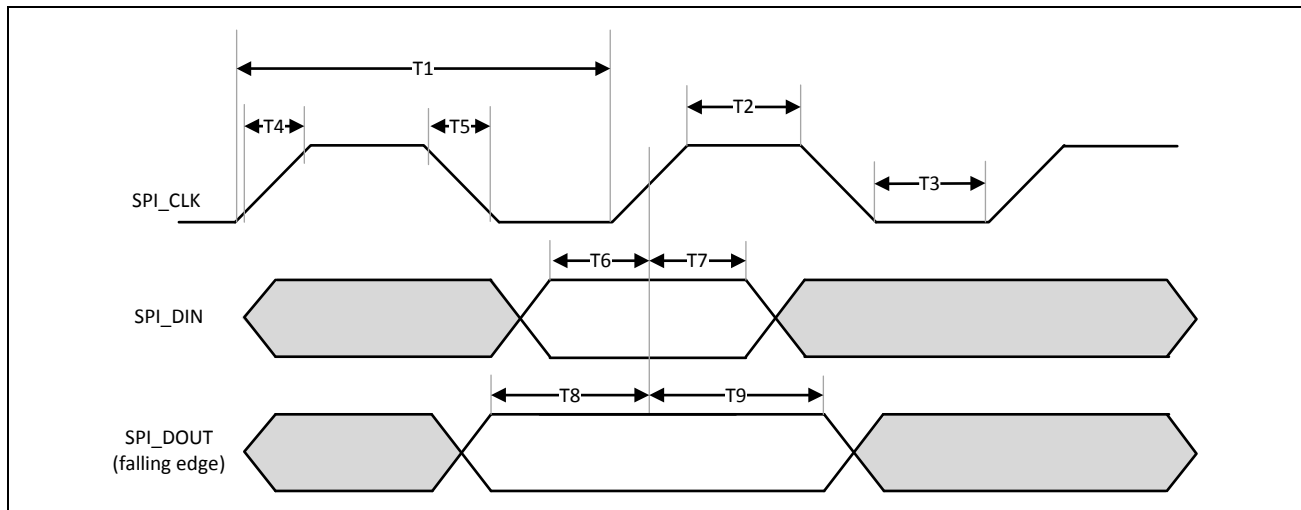 T1
T2
T4
T5
T3
SPI_CLK
T6
T7
SPI_DIN
T8
T9
SPI_DOUT
(falling edge)